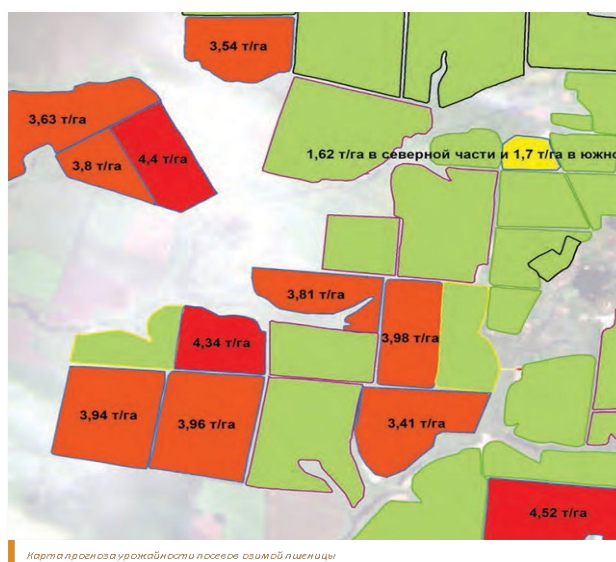 3,54 т/га
3,63 т/га
3,8 т/га
4,4 т/га
1,62 т/га в северной части и 1,7 т/га в южно
3,81 т/га
3,98 т/га
4,34 т/га
3,94 т/га
3,96 т/га
3,41 т/га
4,52 т/га
Карта прогноза урожайности посевов озимой пшеницы